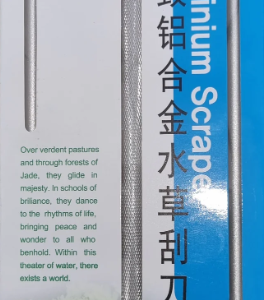 Over verdent pastures
and through forests of
Jade, they glide in
majesty. In schools of
briliance, they dance
to the rhythms of life,
bringing peace and
wonder to all who
benhold. Within this
theater of water, there
exists a world.
铝合金水草刮刀
inium Scrape